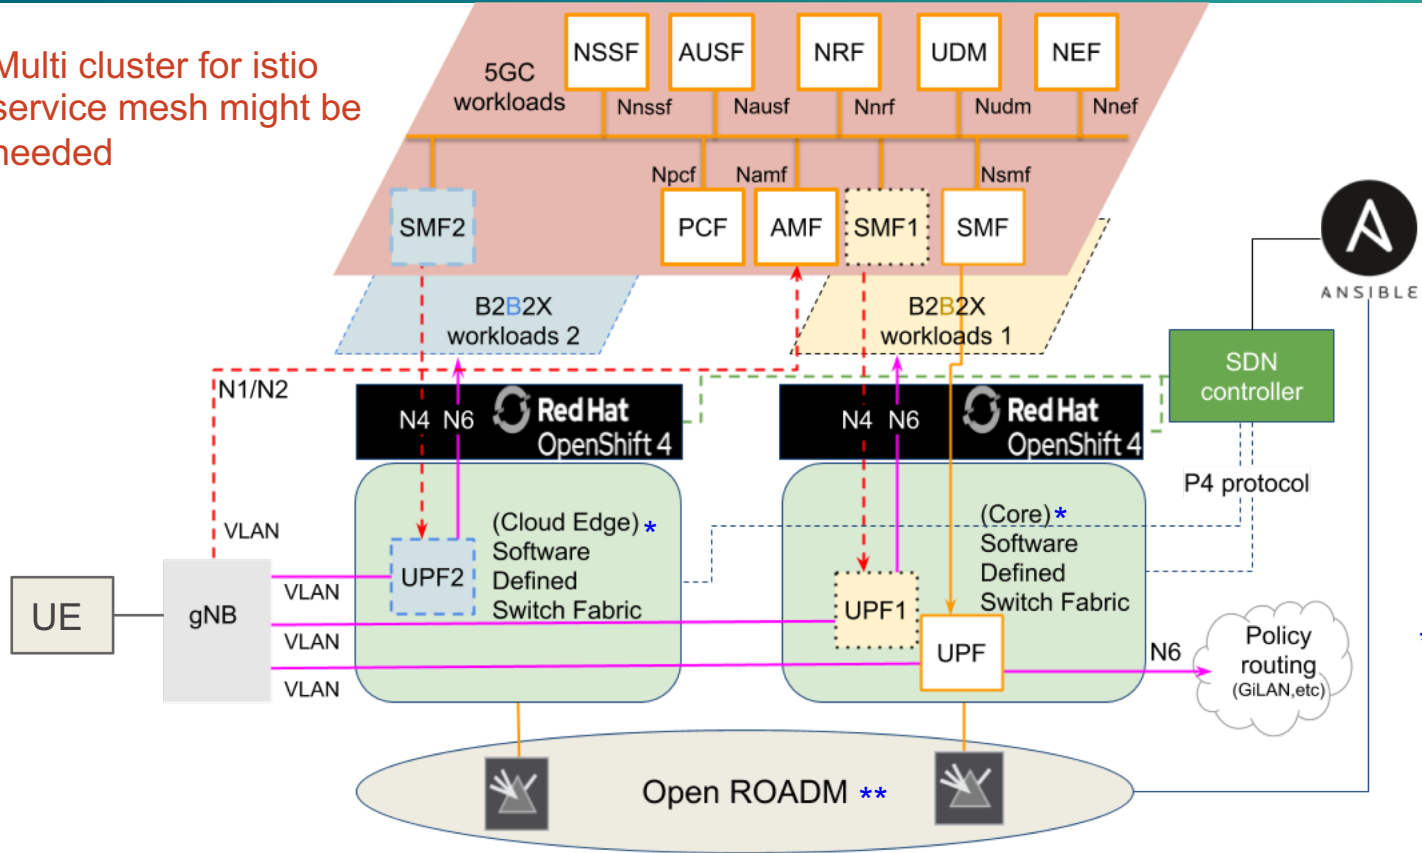 Multi cluster for istio
service mesh might be
needed
5GC
workloads
NSSF
AUSF
NRF
UDM
NEF
Nnssf
Nausf
Nnrf
Nudm
Nnef
Npcf
Namf
Nsmf
SMF2
PCF
AMF
SMF1
SMF
ANSIBLE
B2B2X
workloads 2
B2B2X
workloads 1
SDN
controller
N1/N2
N4
N6
Red Hat
OpenShift 4
N4
N6
Red Hat
OpenShift 4
P4 protocol
VLAN
(Cloud Edge) *
Software
Defined
Switch Fabric
(Core) *
Software
Defined
Switch Fabric
UE
gNB
VLAN
VLAN
VLAN
UPF2
UPF1
UPF
N6
Policy
routing
(GiLAN,etc)
*
Open ROADM **